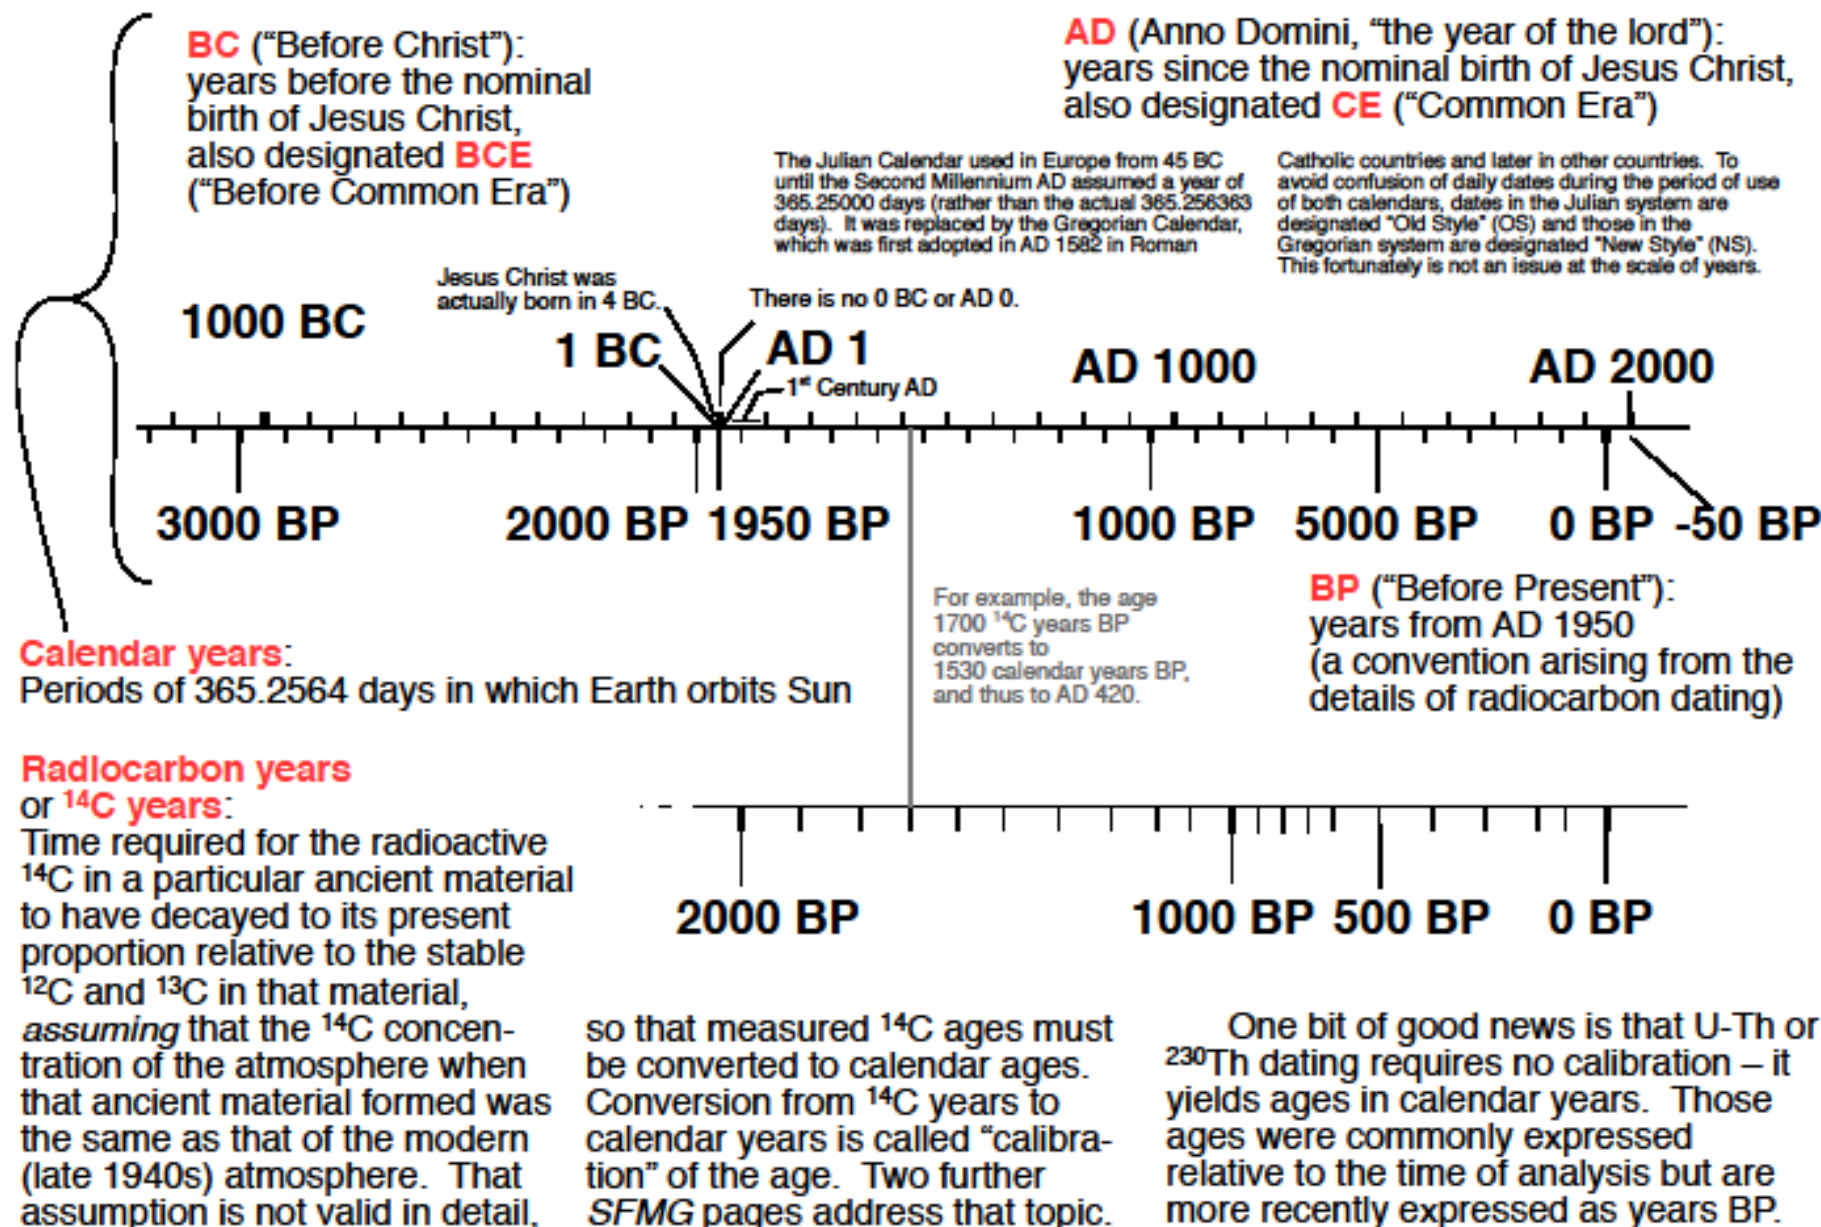 BC (“Before Christ”):
years before the nominal
birth of Jesus Christ,
also designated BCE
(“Before Common Era”)
AD (Anno Domini, “the year of the lord”):
years since the nominal birth of Jesus Christ,
also designated CE (“Common Era”)
The Julian Calendar used in Europe from 45 BC
until the Second Millennium AD assumed a year of
365.25000 days (rather than the actual 365.256363
days). It was replaced by the Gregorian Calendar,
which was first adopted in AD 1582 in Roman
Catholic countries and later in other countries. To
avoid confusion of daily dates during the period of use
of both calendars, dates in the Julian system are
designated "Old Style" (OS) and those in the
Gregorian system are designated "New Style" (NS).
This fortunately is not an issue at the scale of years.
Jesus Christ was
actually born in 4 BC.
There is no 0 BC or AD 0.
1000 BC
1 BC
AD 1
1st Century AD
AD 1000
AD 2000
3000 BP
2000 BP
1950 BP
1000 BP
5000 BP
0 BP
-50 BP
For example, the age
1700 ¹⁴C years BP
converts to
1530 calendar years BP,
and thus to AD 420.
BP (“Before Present”):
years from AD 1950
(a convention arising from the
details of radiocarbon dating)
Calendar years:
Periods of 365.2564 days in which Earth orbits Sun
Radiocarbon years
or ¹⁴C years:
Time required for the radioactive
¹⁴C in a particular ancient material
to have decayed to its present
proportion relative to the stable
¹²C and ¹³C in that material,
assuming that the ¹⁴C concen-
tration of the atmosphere when
that ancient material formed was
the same as that of the modern
(late 1940s) atmosphere. That
assumption is not valid in detail,
2000 BP
1000 BP
500 BP
0 BP
so that measured ¹⁴C ages must
be converted to calendar ages.
Conversion from ¹⁴C years to
calendar years is called “calibra-
tion” of the age. Two further
SFMG pages address that topic.
One bit of good news is that U-Th or
²³⁰Th dating requires no calibration – it
yields ages in calendar years. Those
ages were commonly expressed
relative to the time of analysis but are
more recently expressed as years BP.